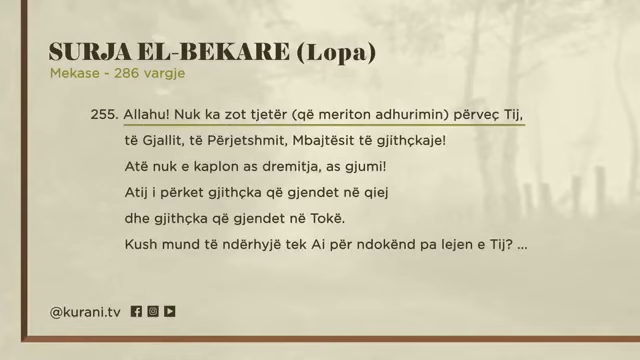 SURJA EL-BEKARE (Lopa)
Mekase - 286 vargje
255. Allahu! Nuk ka zot tjetër (që meriton adhurimin) përveç Tij,
të Gjallit, të Përjetshmit, Mbajtësit të gjithçkaje!
Atë nuk e kaplon as dremitja, as gjumi!
Atij i përket gjithçka që gjendet në qiej
dhe gjithçka që gjendet në Tokë.
Kush mund të ndërhyjë tek Ai për ndokënd pa lejen e Tij? ...
@kurani.tv